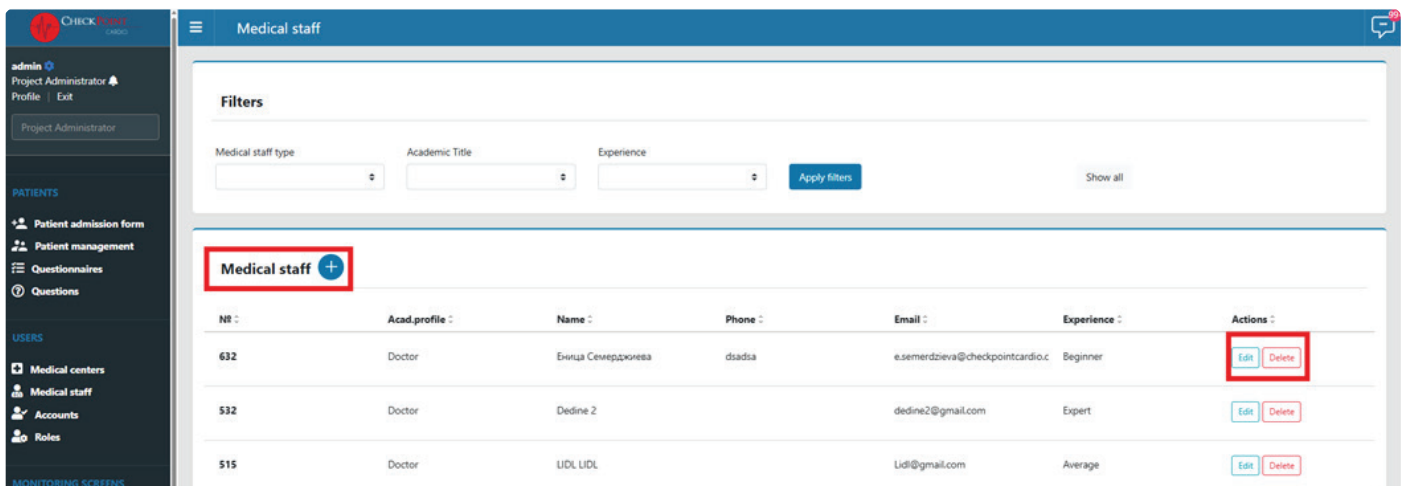 CHECKPOINT
CARDIO
Medical staff
99
admin
Project Administrator
Profile | Exit
Project Administrator
Filters
Medical staff type Academic Title Experience
Apply filters Show all
PATIENTS
Patient admission form
Patient management
Questionnaires
Questions
USERS
Medical centers
Medical staff
Accounts
Roles
MONITORING SCREENS
Medical staff +
№ Acad.profile Name Phone Email Experience Actions
632 Doctor Еница Семерджиева dsadsa e.semerdzieva@checkpointcardio.c Beginner Edit Delete
532 Doctor Dedine 2 dedine2@gmail.com Expert Edit Delete
515 Doctor LIDL LIDL Lidl@gmail.com Average Edit Delete